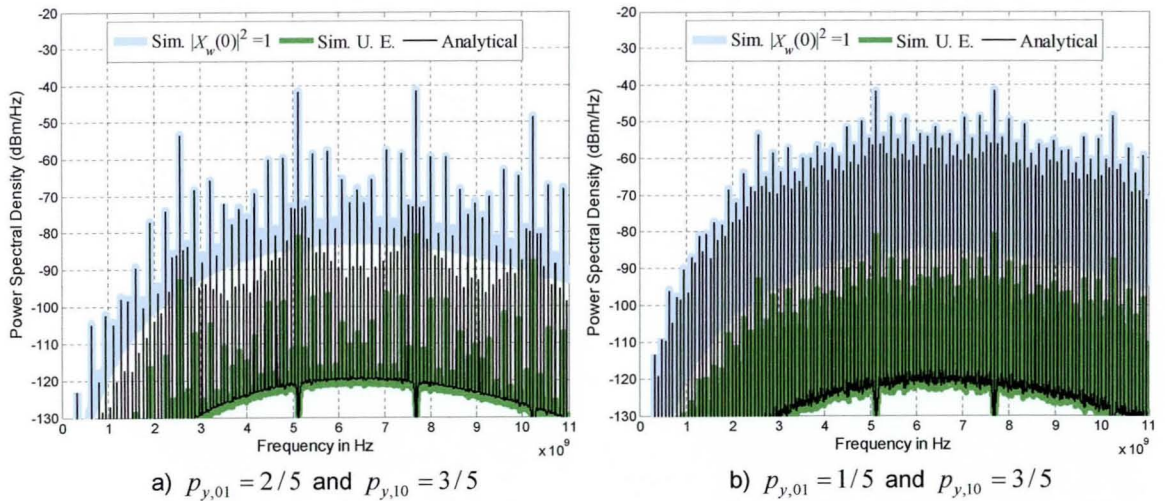 Sim. |X_w(0)|² =1 Sim. U. E. Analytical
Power Spectral Density (dBm/Hz)
-20
-30
-40
-50
-60
-70
-80
-90
-100
-110
-120
-130
0 1 2 3 4 5 6 7 8 9 10 11
Frequency in Hz
x 10⁹
a) p_{y,01} = 2/5 and p_{y,10} = 3/5
Sim. |X_w(0)|² =1 Sim. U. E. Analytical
Power Spectral Density (dBm/Hz)
-20
-30
-40
-50
-60
-70
-80
-90
-100
-110
-120
-130
0 1 2 3 4 5 6 7 8 9 10 11
Frequency in Hz
x 10⁹
b) p_{y,01} = 1/5 and p_{y,10} = 3/5